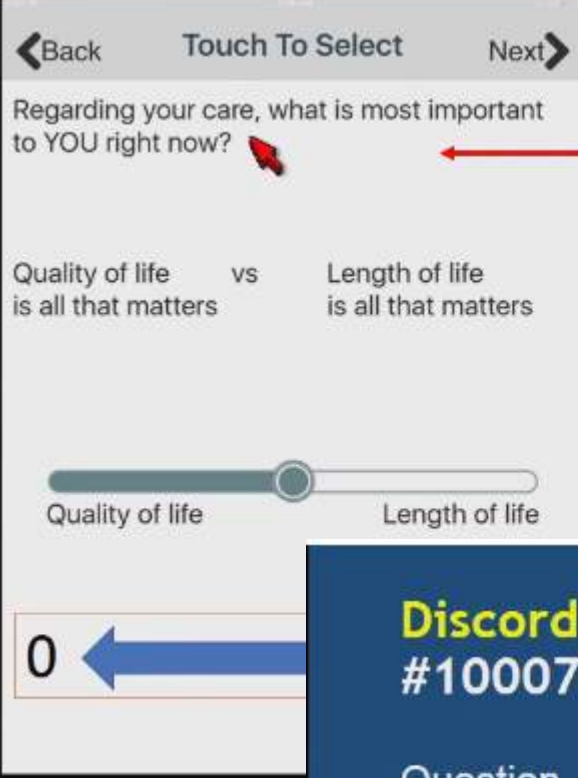 Back Touch To Select Next
Regarding your care, what is most important
to YOU right now?
Quality of life vs Length of life
is all that matters is all that matters
Quality of life Length of life
0
Discord
#10007
Question